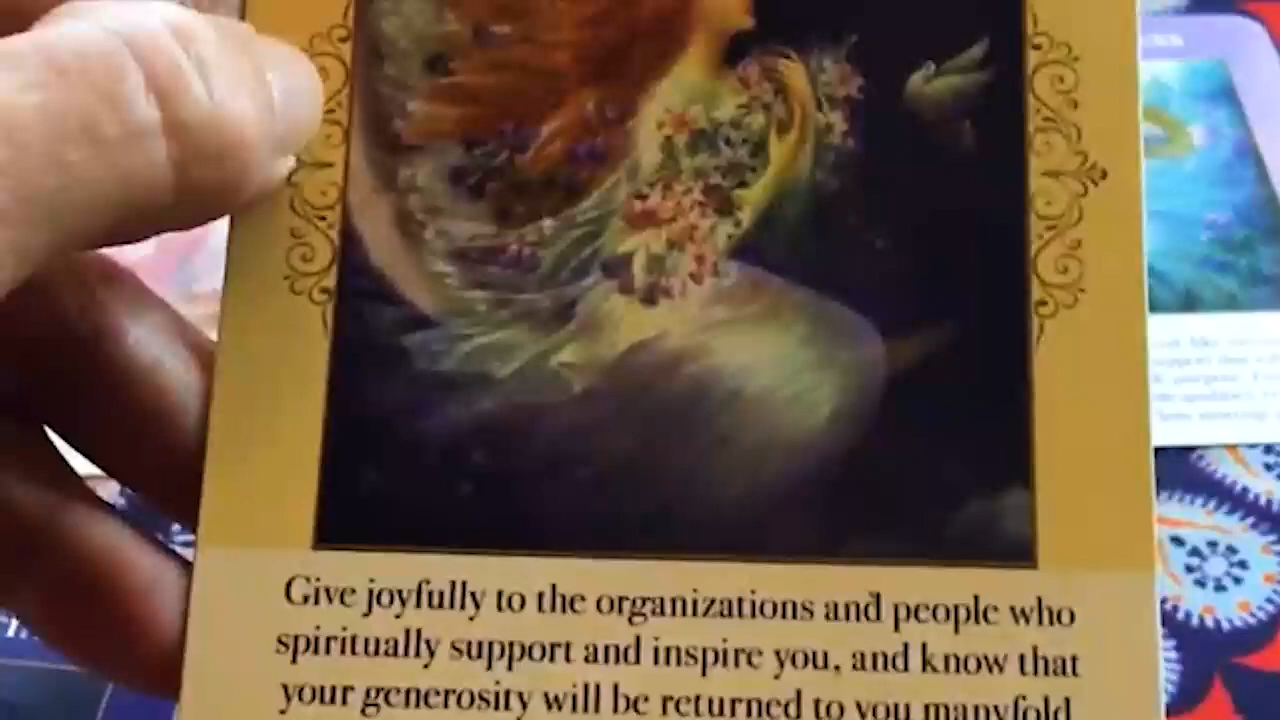 Give joyfully to the organizations and people who
spiritually support and inspire you, and know that
your generosity will be returned to you manyfold